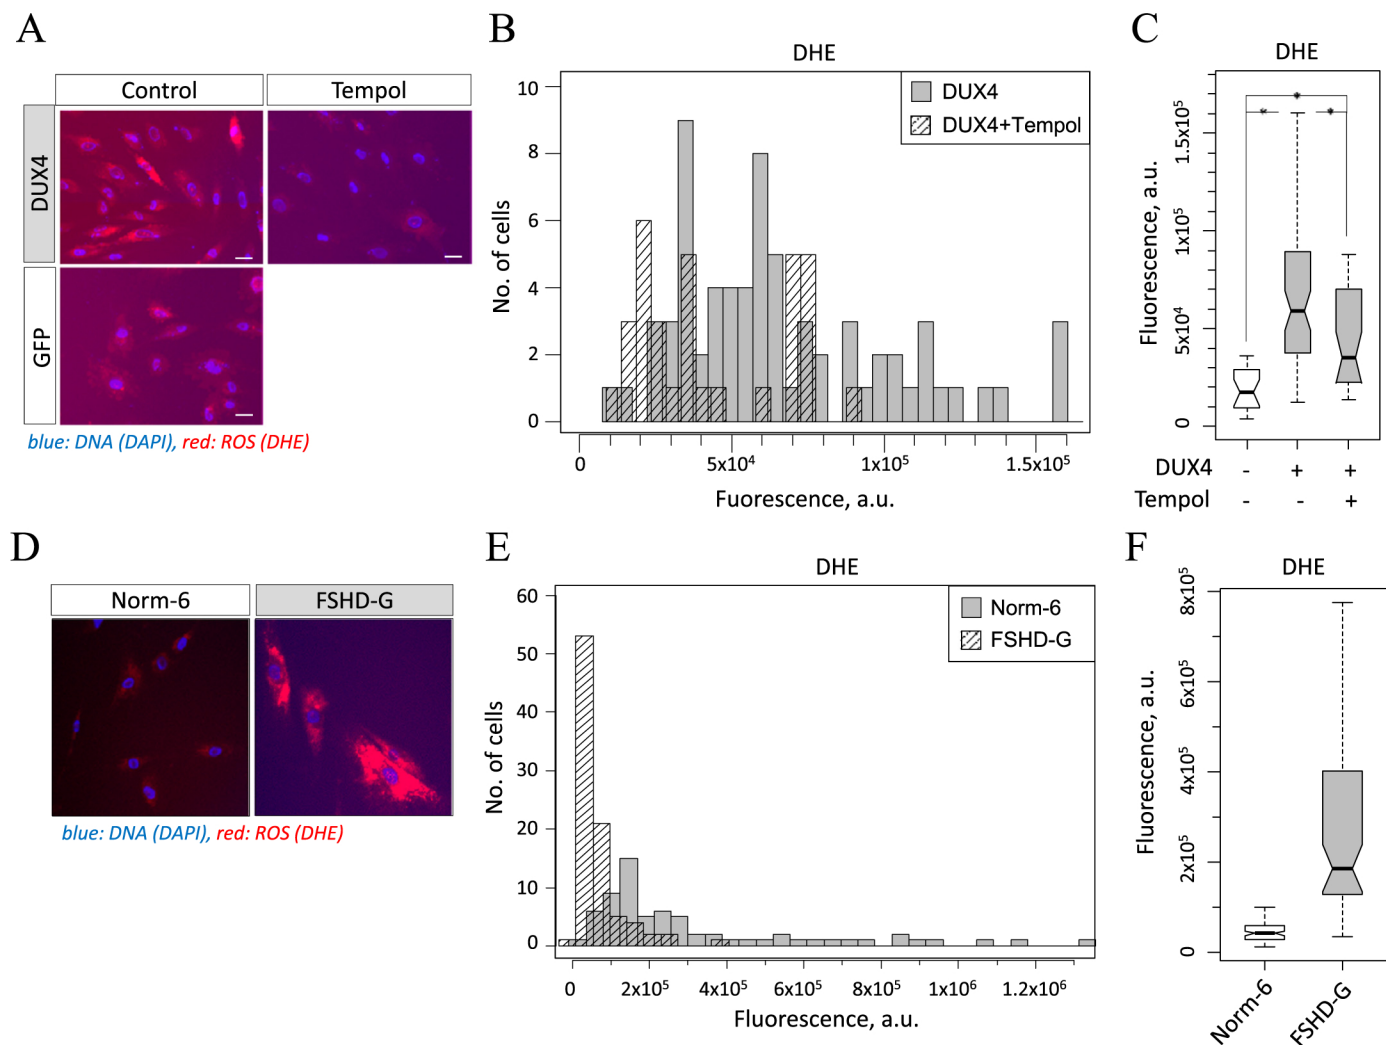 A
Control
Tempol
DUX4
GFP
blue: DNA (DAPI), red: ROS (DHE)
B
DHE
DUX4
DUX4+Tempol
No. of cells
10
8
6
4
2
0
0
5x10⁴
1x10⁵
1.5x10⁵
Fuorescence, a.u.
C
DHE
Fluorescence, a.u.
1.5x10⁵
1x10⁵
5x10⁴
0
* * *
DUX4 - + +
Tempol - - +
D
Norm-6
FSHD-G
blue: DNA (DAPI), red: ROS (DHE)
E
DHE
Norm-6
FSHD-G
No. of cells
60
50
40
30
20
10
0
0
2x10⁵
4x10⁵
6x10⁵
8x10⁵
1x10⁶
1.2x10⁶
Fluorescence, a.u.
F
DHE
Fluorescence, a.u.
8x10⁵
6x10⁵
4x10⁵
2x10⁵
0
Norm-6
FSHD-G